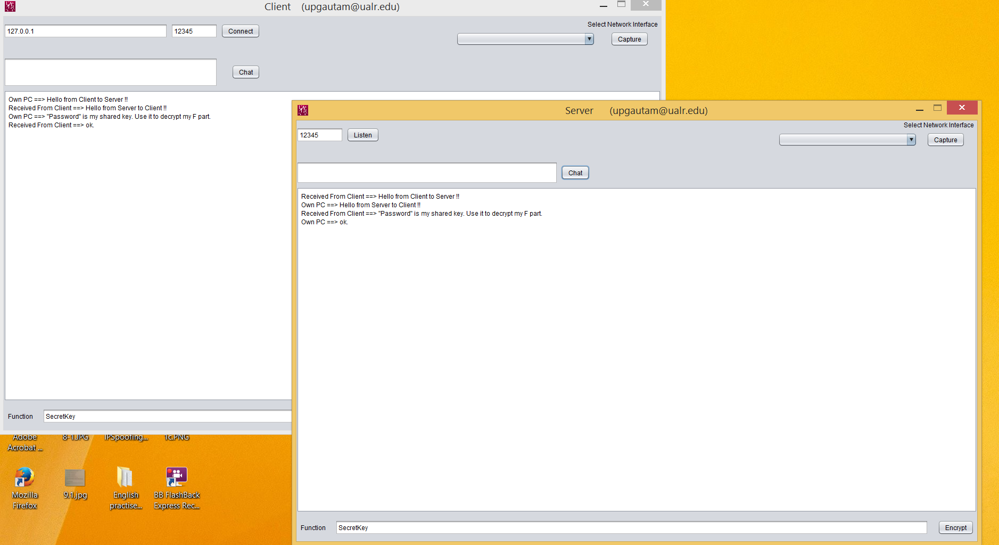 Client (upgautam@ualr.edu)
127.0.0.1 12345 Connect
Select Network Interface
Capture
Chat
Own PC ==> Hello from Client to Server !!
Received From Client ==> Hello from Server to Client !!
Own PC ==> "Password" is my shared key. Use it to decrypt my F part.
Received From Client ==> ok.
Function SecretKey
Server (upgautam@ualr.edu)
12345 Listen
Select Network Interface
Capture
Chat
Received From Client ==> Hello from Client to Server !!
Own PC ==> Hello from Server to Client !!
Received From Client ==> "Password" is my shared key. Use it to decrypt my F part.
Own PC ==> ok.
Function SecretKey Encrypt
Adobe
Acrobat ...
8-1.JPG
IPSpoofing...
1c.PNG
Mozilla
Firefox
9.1.jpg
English
practise...
BB FlashBack
Express Rec...